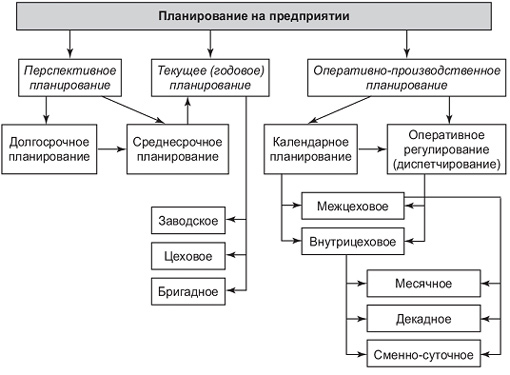 Планирование на предприятии
Перспективное
планирование
Текущее (годовое)
планирование
Оперативно-производственное
планирование
Долгосрочное
планирование
Среднесрочное
планирование
Календарное
планирование
Оперативное
регулирование
(диспетчирование)
Межцеховое
Заводское
Внутрицеховое
Цеховое
Месячное
Бригадное
Декадное
Сменно-суточное